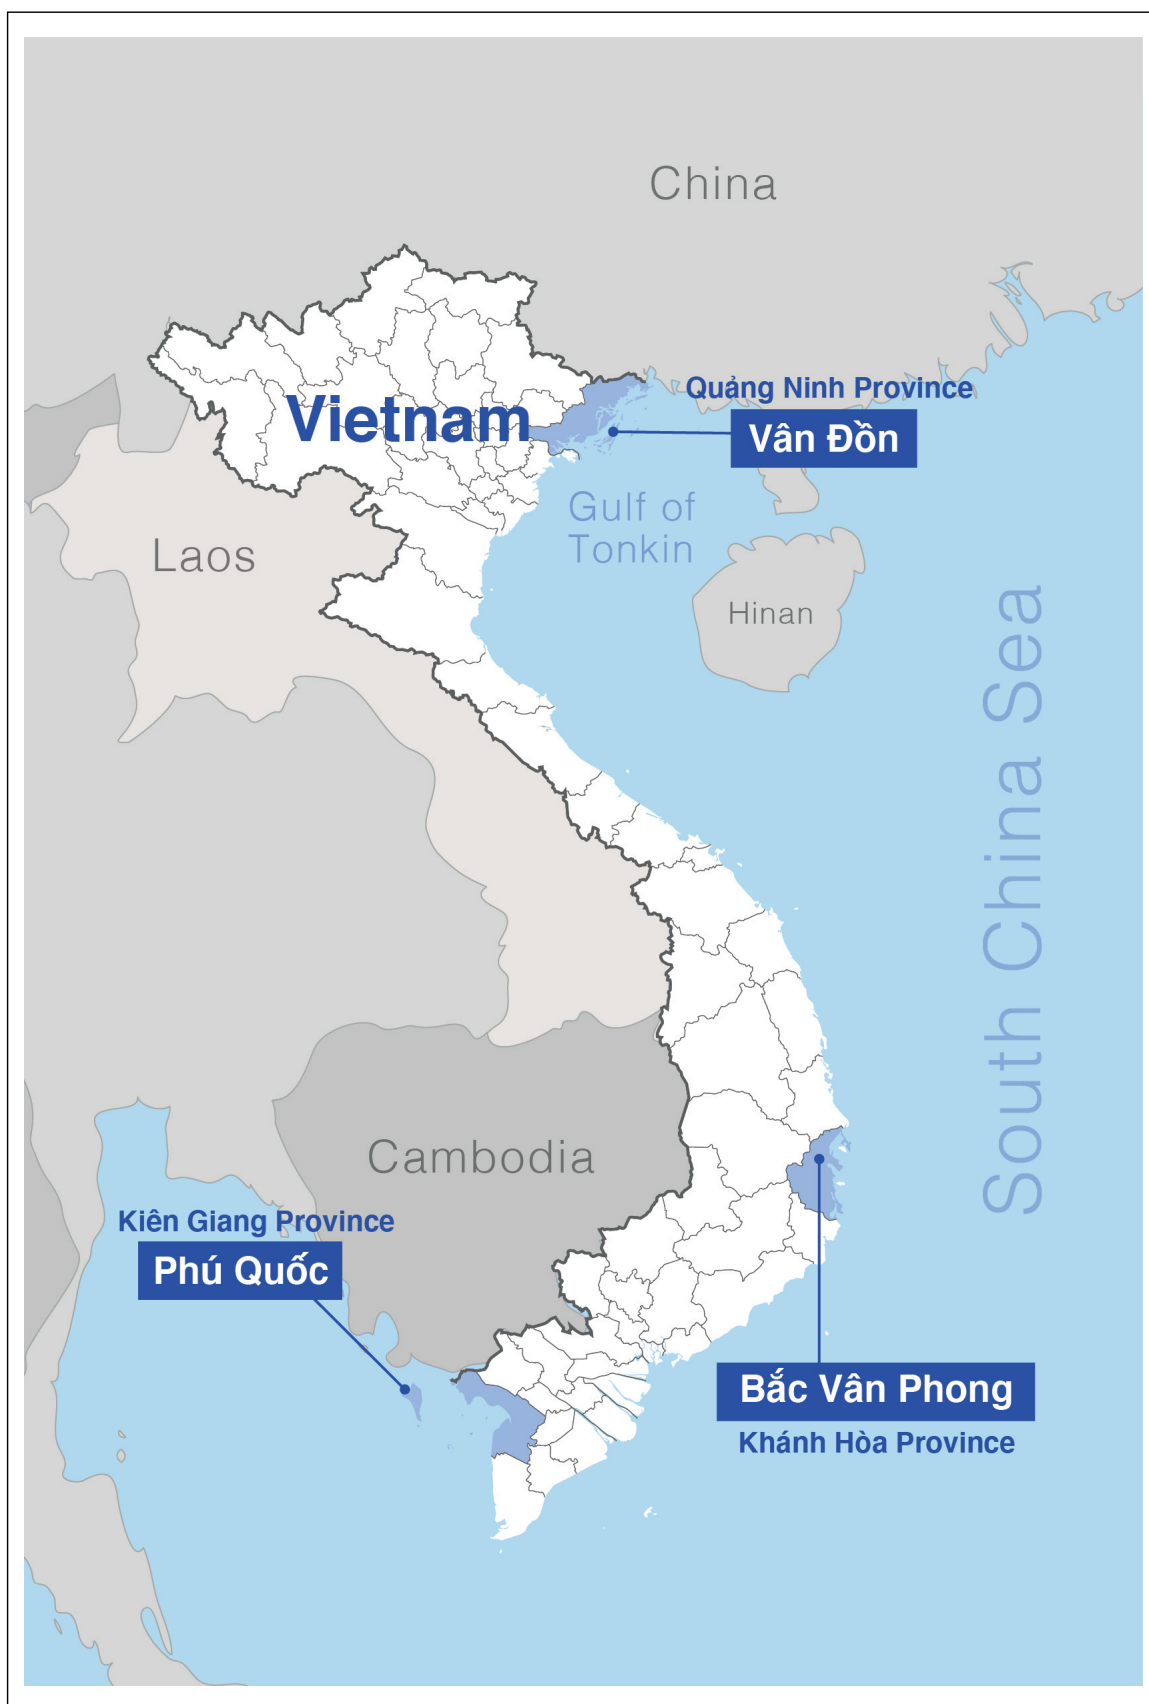 China
Quảng Ninh Province
Vân Đồn
Vietnam
Gulf of
Tonkin
Laos
Hinan
South China Sea
Cambodia
Kiên Giang Province
Phú Quốc
Bắc Vân Phong
Khánh Hòa Province